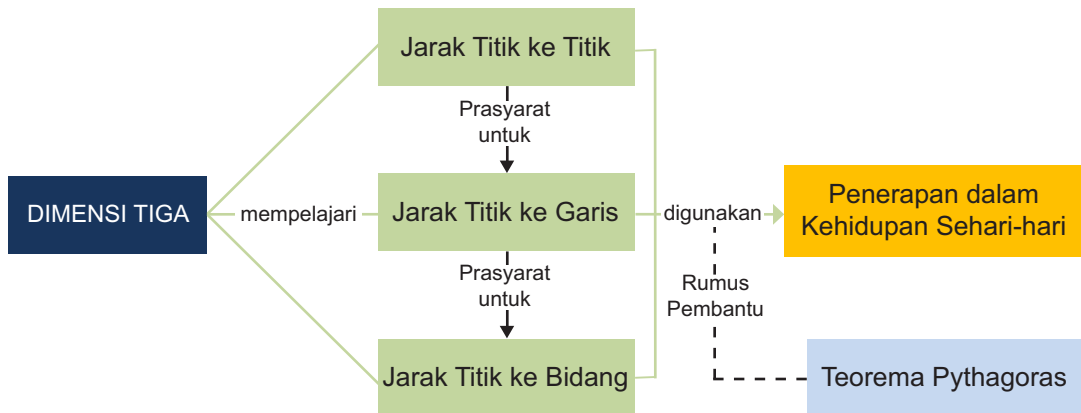 DIMENSI TIGA
mempelajari
Jarak Titik ke Titik
Prasyarat
untuk
Jarak Titik ke Garis
Prasyarat
untuk
Jarak Titik ke Bidang
digunakan
Rumus
Pembantu
Penerapan dalam
Kehidupan Sehari-hari
Teorema Pythagoras